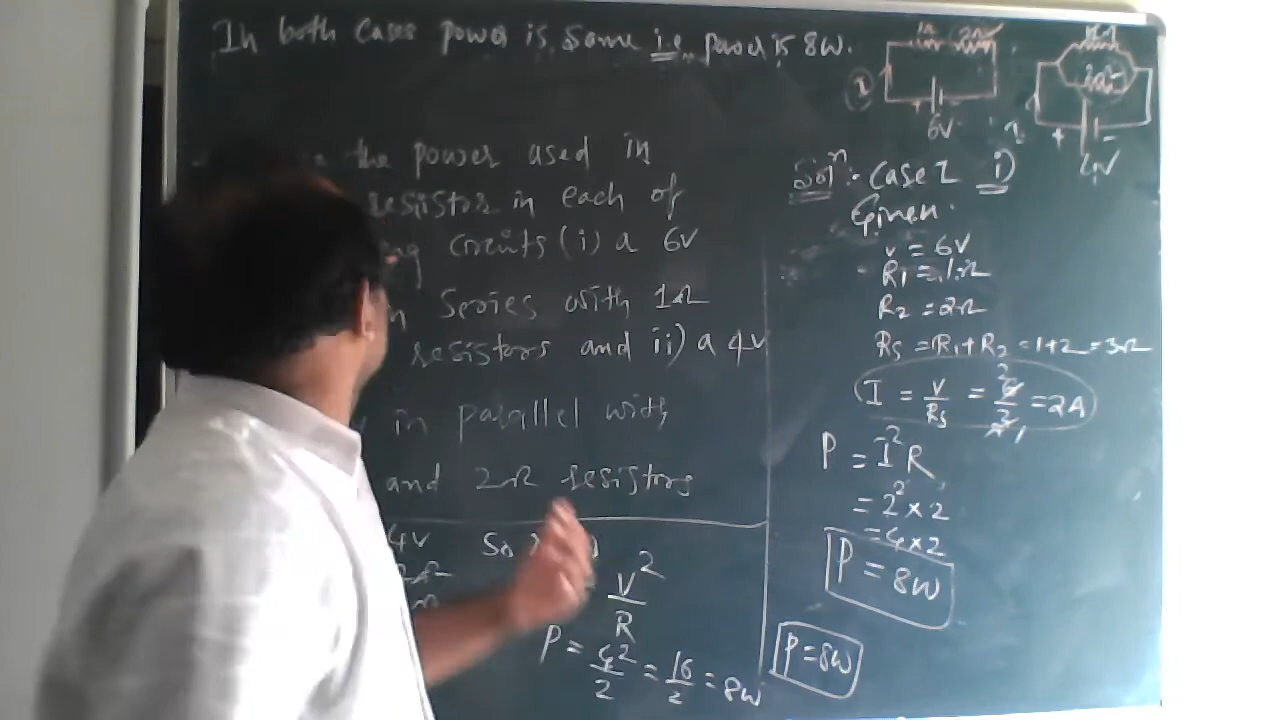 In both cases power is same i.e. power is 8W.
the power used in
resistor in each of
circuits (i) a 6V
series with 1Ω
resistors and ii) a 4V
in parallel with
and 2Ω resistors
4V So
V²
R
P = 4²/2 = 16/2 = 8W
1Ω 2Ω
6V
+ -
4V
Solⁿ:- Case I i)
Given.
V = 6V
R1 = 1Ω
R2 = 2Ω
RS = R1+R2 = 1+2 = 3Ω
I = V/RS = 6/3 = 2A
P = I²R
= 2² x 2
= 4 x 2
P = 8W
P = 8W